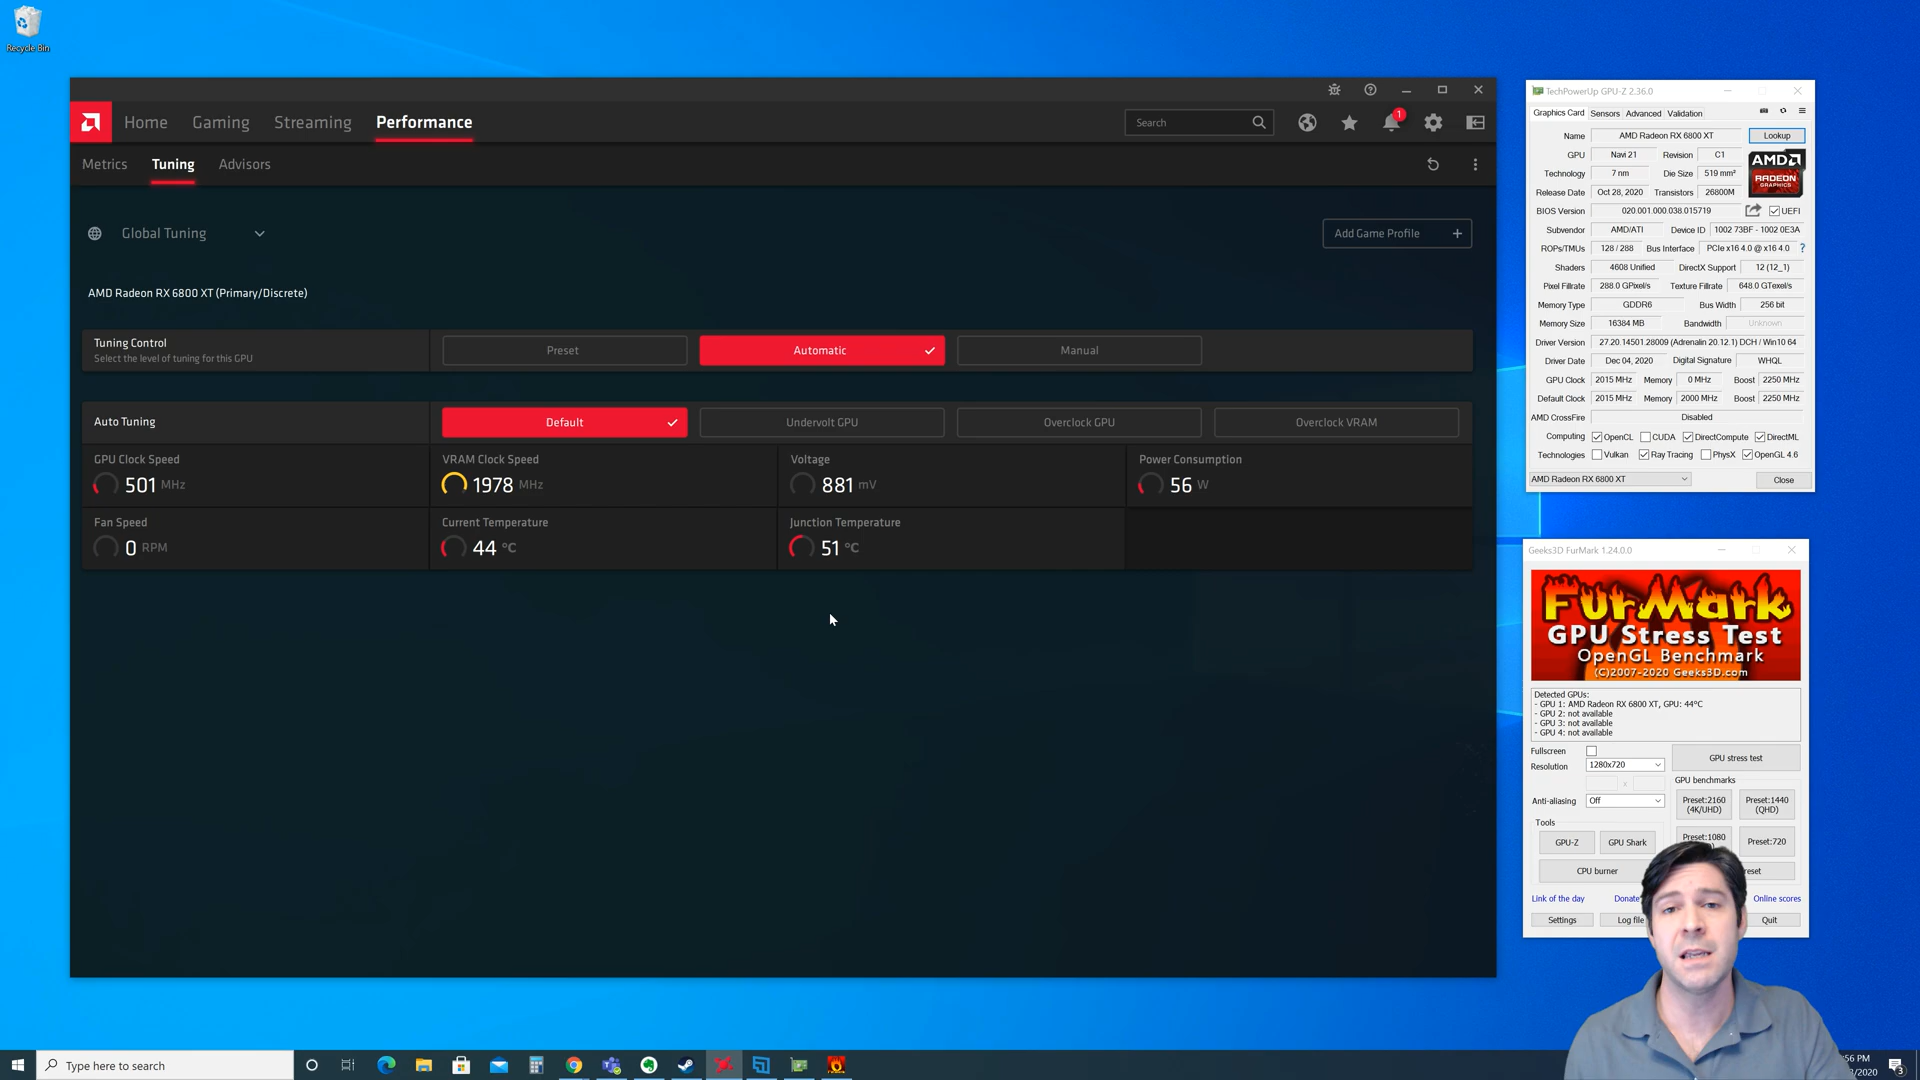 Recycle Bin
Home
Gaming
Streaming
Performance
Search
1
Metrics
Tuning
Advisors
Global Tuning
Add Game Profile
AMD Radeon RX 6800 XT (Primary/Discrete)
Tuning Control
Select the level of tuning for this GPU
Preset
Automatic
Manual
Auto Tuning
Default
Undervolt GPU
Overclock GPU
Overclock VRAM
GPU Clock Speed
501 MHz
VRAM Clock Speed
1978 MHz
Voltage
881 mV
Power Consumption
56 W
Fan Speed
0 RPM
Current Temperature
44 °C
Junction Temperature
51 °C
TechPowerUp GPU-Z 2.36.0
Graphics Card Sensors Advanced Validation
Name AMD Radeon RX 6800 XT Lookup
GPU Navi 21 Revision C1
AMD
RADEON
GRAPHICS
Technology 7 nm Die Size 519 mm²
Release Date Oct 28, 2020 Transistors 26800M
BIOS Version 020.001.000.038.015719 UEFI
Subvendor AMD/ATI Device ID 1002 73BF - 1002 0E3A
ROPs/TMUs 128 / 288 Bus Interface PCIe x16 4.0 @ x16 4.0 ?
Shaders 4608 Unified DirectX Support 12 (12_1)
Pixel Fillrate 288.0 GPixel/s Texture Fillrate 648.0 GTexel/s
Memory Type GDDR6 Bus Width 256 bit
Memory Size 16384 MB Bandwidth Unknown
Driver Version 27.20.14501.28009 (Adrenalin 20.12.1) DCH / Win10 64
Driver Date Dec 04, 2020 Digital Signature WHQL
GPU Clock 2015 MHz Memory 0 MHz Boost 2250 MHz
Default Clock 2015 MHz Memory 2000 MHz Boost 2250 MHz
AMD CrossFire Disabled
Computing OpenCL CUDA DirectCompute DirectML
Technologies Vulkan Ray Tracing PhysX OpenGL 4.6
AMD Radeon RX 6800 XT Close
Geeks3D FurMark 1.24.0.0
FurMark
GPU Stress Test
OpenGL Benchmark
(C)2007-2020 Geeks3D.com
Detected GPUs:
- GPU 1: AMD Radeon RX 6800 XT, GPU: 44°C
- GPU 2: not available
- GPU 3: not available
- GPU 4: not available
Fullscreen
Resolution 1280x720
GPU stress test
x
GPU benchmarks
Anti-aliasing Off
Preset:2160
(4K/UHD)
Preset:1440
(QHD)
Tools
GPU-Z
GPU Shark
Preset:1080
Preset:720
CPU burner
reset
Link of the day
Donate
Online scores
Settings
Log file
Quit
Type here to search
:56 PM
/2020
3